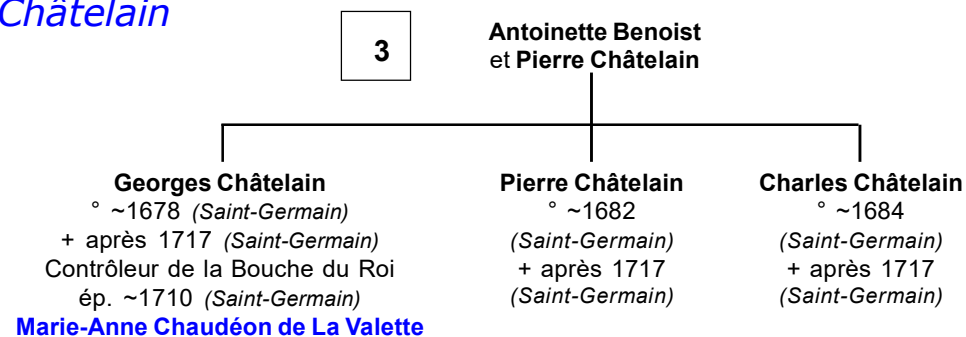 Châtelain
3
Antoinette Benoist
et Pierre Châtelain
Georges Châtelain
° ~1678 (Saint-Germain)
+ après 1717 (Saint-Germain)
Contrôleur de la Bouche du Roi
ép. ~1710 (Saint-Germain)
Marie-Anne Chaudéon de La Valette
Pierre Châtelain
° ~1682
(Saint-Germain)
+ après 1717
(Saint-Germain)
Charles Châtelain
° ~1684
(Saint-Germain)
+ après 1717
(Saint-Germain)